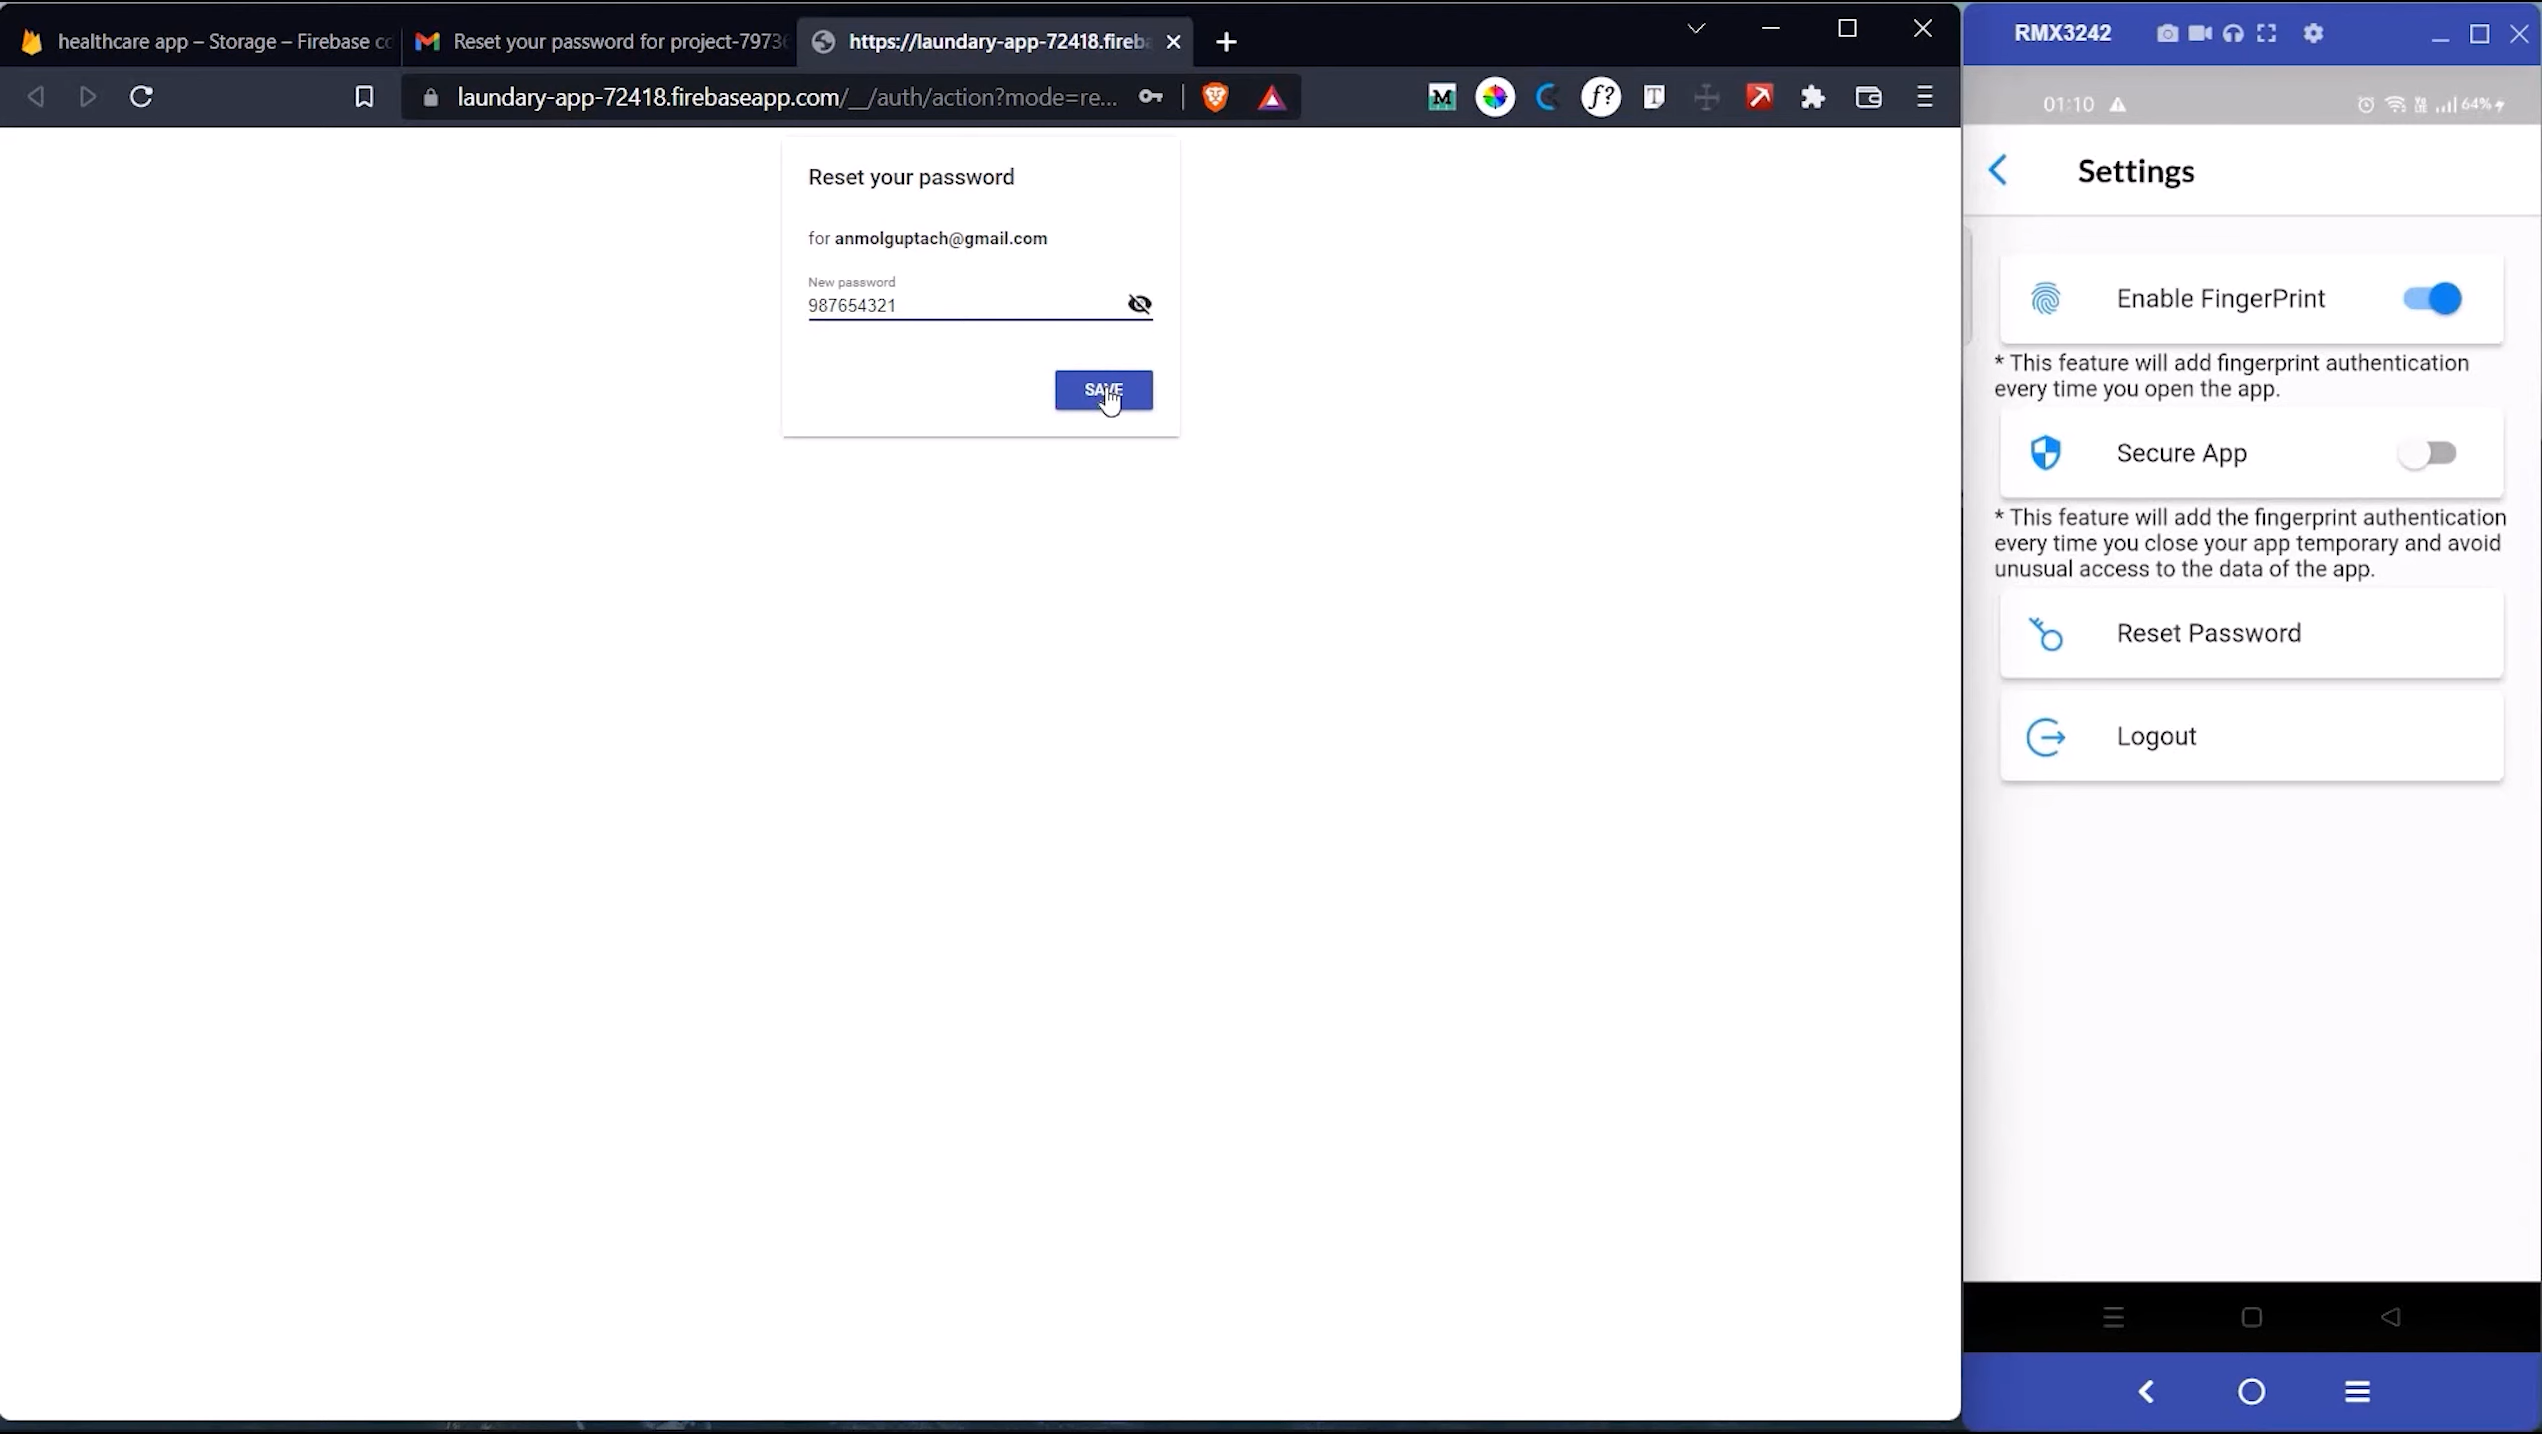 healthcare app – Storage – Firebase co
Reset your password for project-7973
https://laundary-app-72418.fireb
laundary-app-72418.firebaseapp.com/__/auth/action?mode=re...
Reset your password
for anmolguptach@gmail.com
New password
987654321
SAVE
RMX3242
01:10
64%
Settings
Enable FingerPrint
* This feature will add fingerprint authentication
every time you open the app.
Secure App
* This feature will add the fingerprint authentication
every time you close your app temporary and avoid
unusual access to the data of the app.
Reset Password
Logout